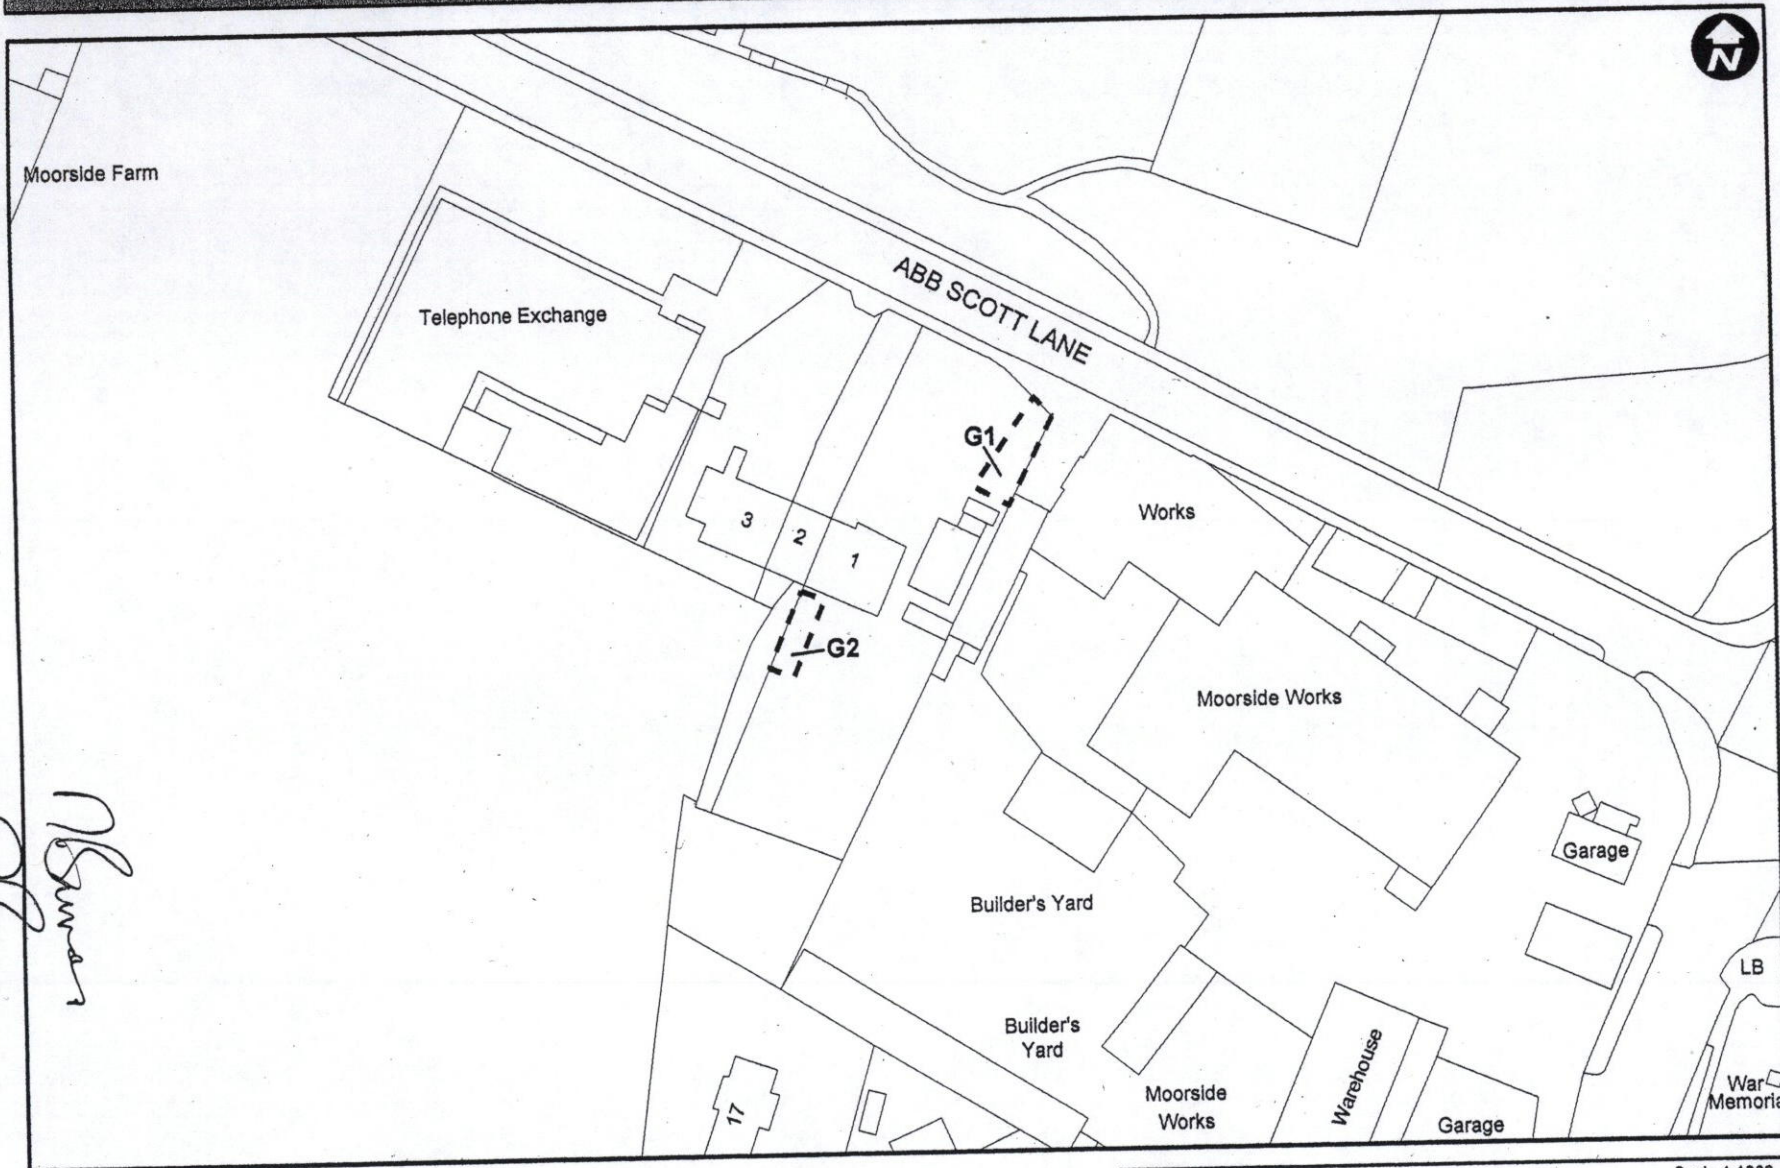 N
Moorside Farm
ABB SCOTT LANE
Telephone Exchange
G1
Works
3
2
1
G2
Moorside Works
Garage
Builder's Yard
LB
Builder's
Yard
Warehouse
Moorside
Works
17
Garage
War
Memoria